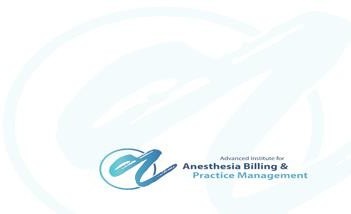 Advanced Institute for
Anesthesia Billing &
Practice Management